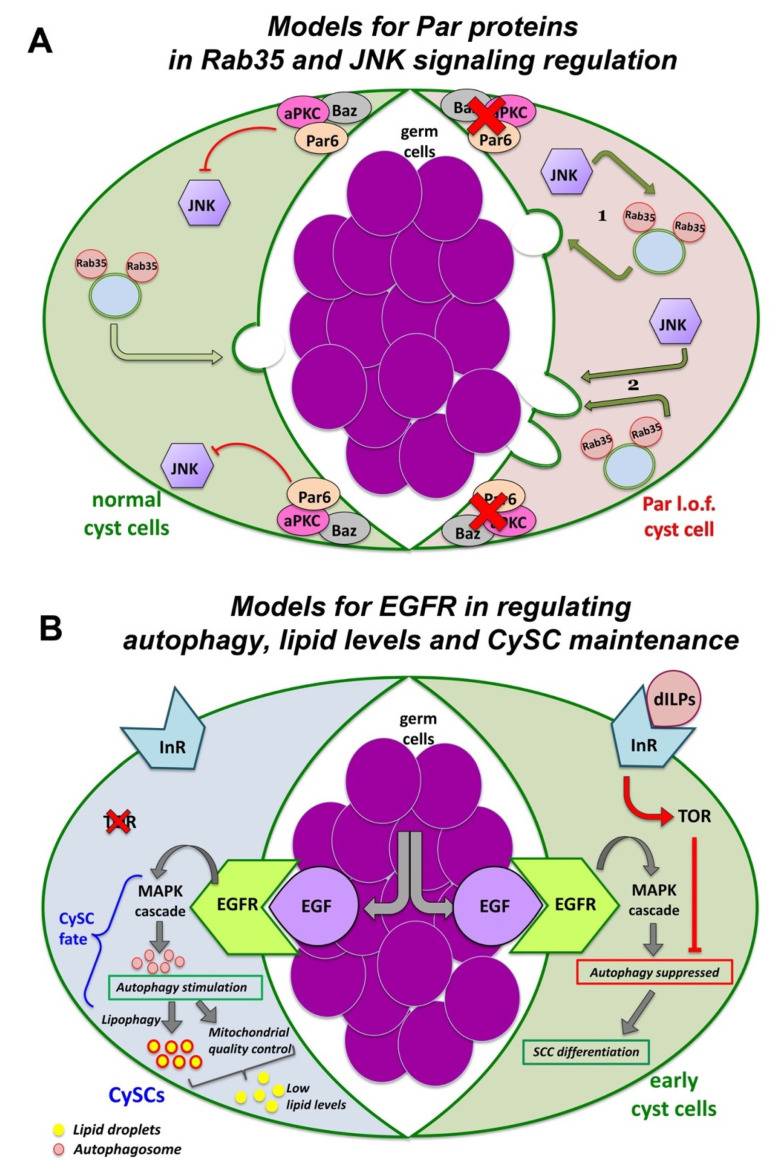 A
Models for Par proteins
in Rab35 and JNK signaling regulation
aPKC
Baz
Par6
JNK
Rab35
Rab35
JNK
Par6
aPKC
Baz
normal
cyst cells
germ
cells
Baz
aPKC
Par6
JNK
1
Rab35
Rab35
JNK
2
Rab35
Rab35
Par6
aPKC
Baz
Par l.o.f.
cyst cell
B
Models for EGFR in regulating
autophagy, lipid levels and CySC maintenance
InR
TOR
MAPK
cascade
CySC
fate
EGFR
EGF
Autophagy stimulation
Lipophagy
Mitochondrial
quality control
CySCs
Low
lipid levels
Lipid droplets
Autophagosome
germ
cells
dILPs
InR
TOR
EGF
EGFR
MAPK
cascade
Autophagy suppressed
SCC differentiation
early
cyst cells